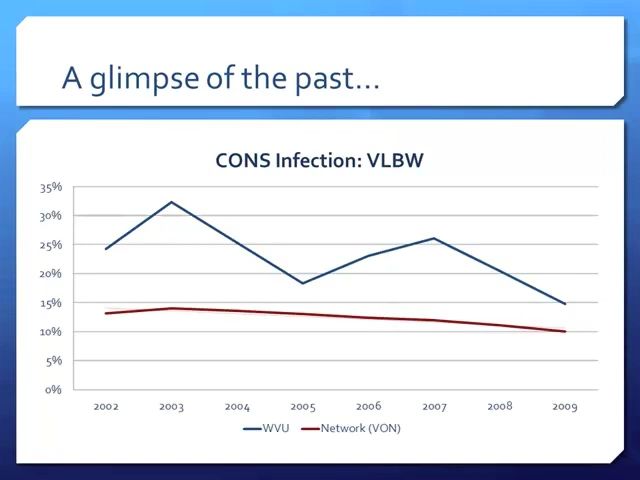 A glimpse of the past...
CONS Infection: VLBW
35%
30%
25%
20%
15%
10%
5%
0%
2002 2003 2004 2005 2006 2007 2008 2009
WVU Network (VON)